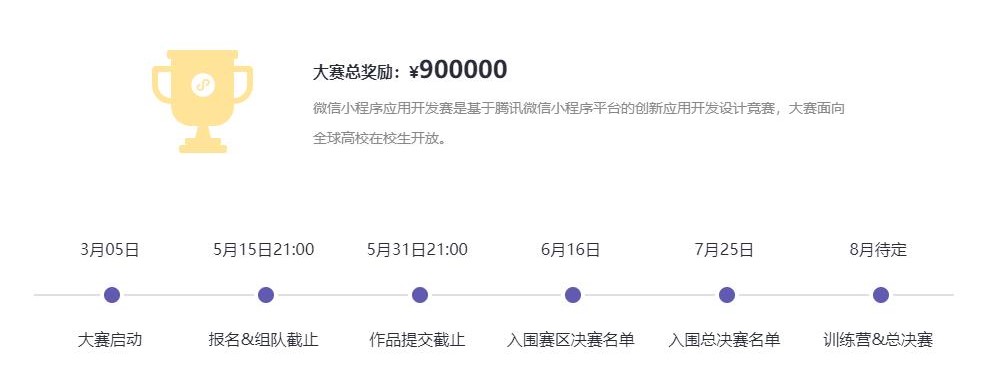 大赛总奖励：¥900000
微信小程序应用开发赛是基于腾讯微信小程序平台的创新应用开发设计竞赛，大赛面向
全球高校在校生开放。
3月05日 5月15日21:00 5月31日21:00 6月16日 7月25日 8月待定
大赛启动 报名&组队截止 作品提交截止 入围赛区决赛名单 入围总决赛名单 训练营&总决赛